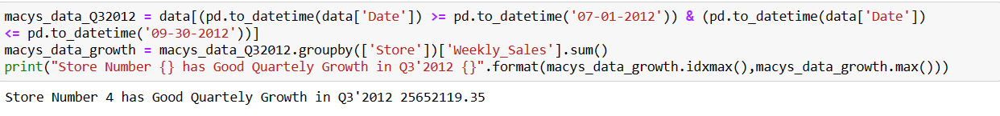 macys_data_Q32012 = data[(pd.to_datetime(data['Date']) >= pd.to_datetime('07-01-2012')) & (pd.to_datetime(data['Date'])
<= pd.to_datetime('09-30-2012'))]
macys_data_growth = macys_data_Q32012.groupby(['Store'])['Weekly_Sales'].sum()
print("Store Number {} has Good Quartely Growth in Q3'2012 {}".format(macys_data_growth.idxmax(),macys_data_growth.max()))
Store Number 4 has Good Quartely Growth in Q3'2012 25652119.35